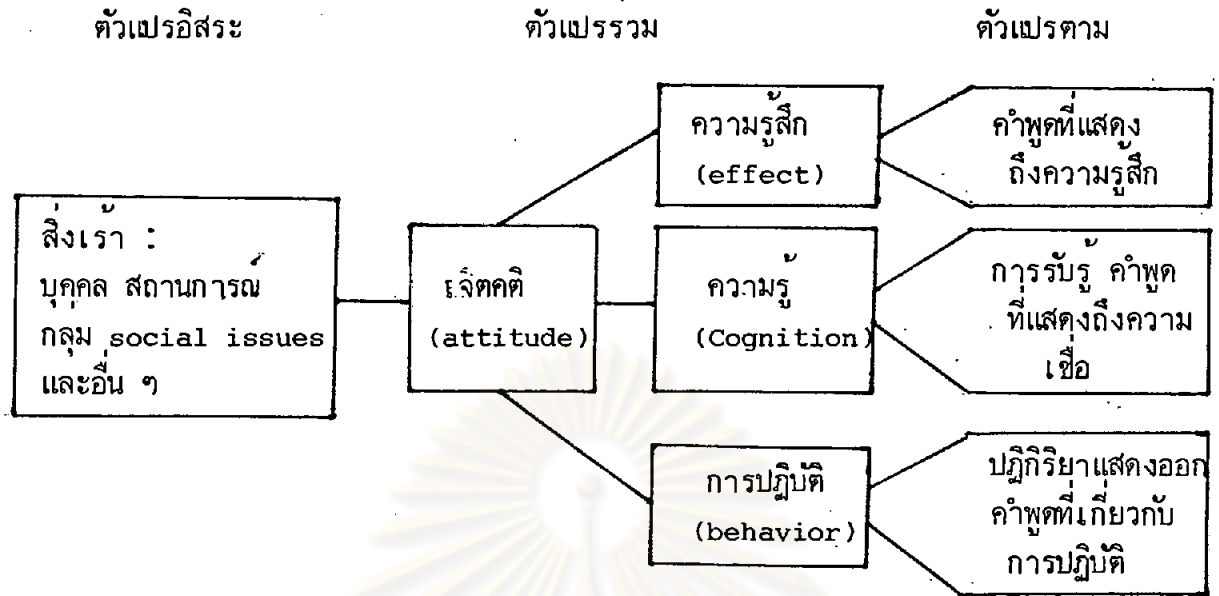 ตัวแปรอิสระ
ตัวแปรรวม
ตัวแปรตาม
สิ่งเร้า :
บุคคล สถานการณ์
กลุ่ม social issues
และอื่น ๆ
เจตคติ
(attitude)
ความรู้สึก
(effect)
ความรู้
(Cognition)
การปฏิบัติ
(behavior)
คำพูดที่แสดง
ถึงความรู้สึก
การรับรู้ คำพูด
ที่แสดงถึงความ
เชื่อ
ปฏิกิริยาแสดงออก
คำพูดที่เกี่ยวกับ
การปฏิบัติ